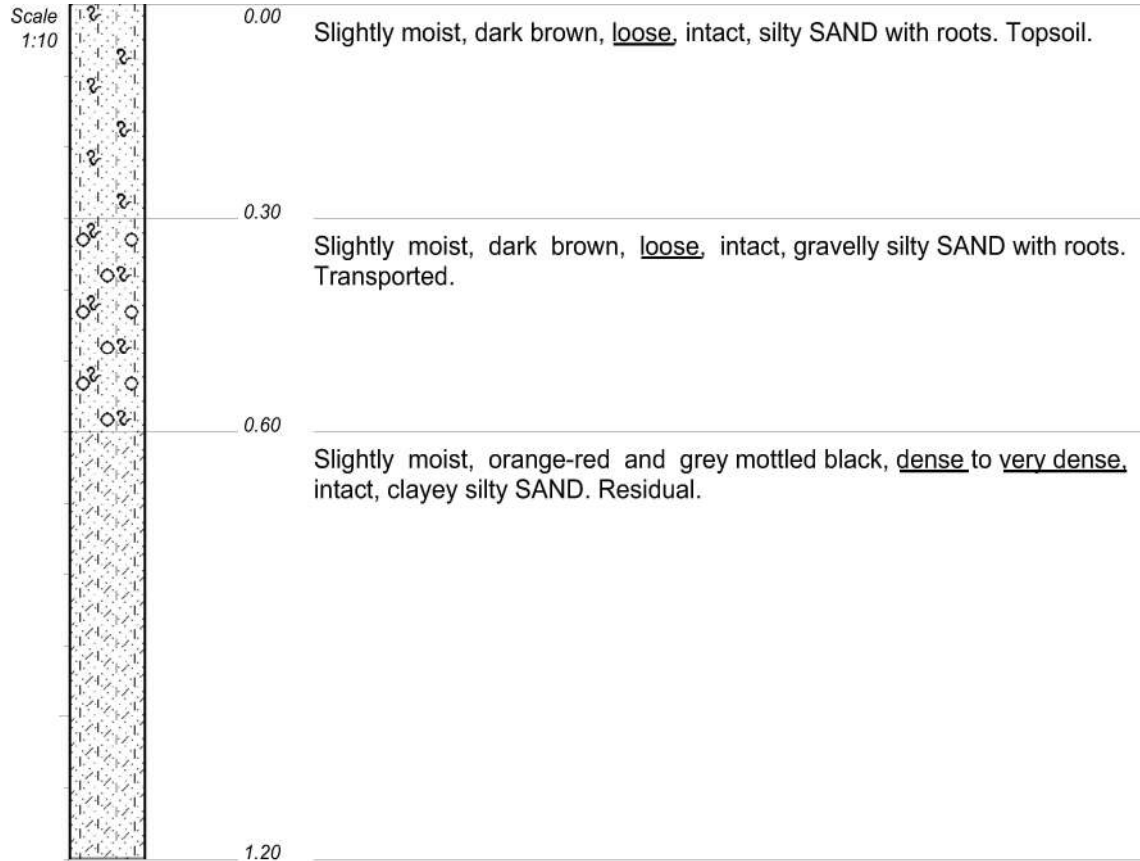 Scale
1:10
0.00
Slightly moist, dark brown, loose, intact, silty SAND with roots. Topsoil.
0.30
Slightly moist, dark brown, loose, intact, gravelly silty SAND with roots.
Transported.
0.60
Slightly moist, orange-red and grey mottled black, dense to very dense,
intact, clayey silty SAND. Residual.
1.20